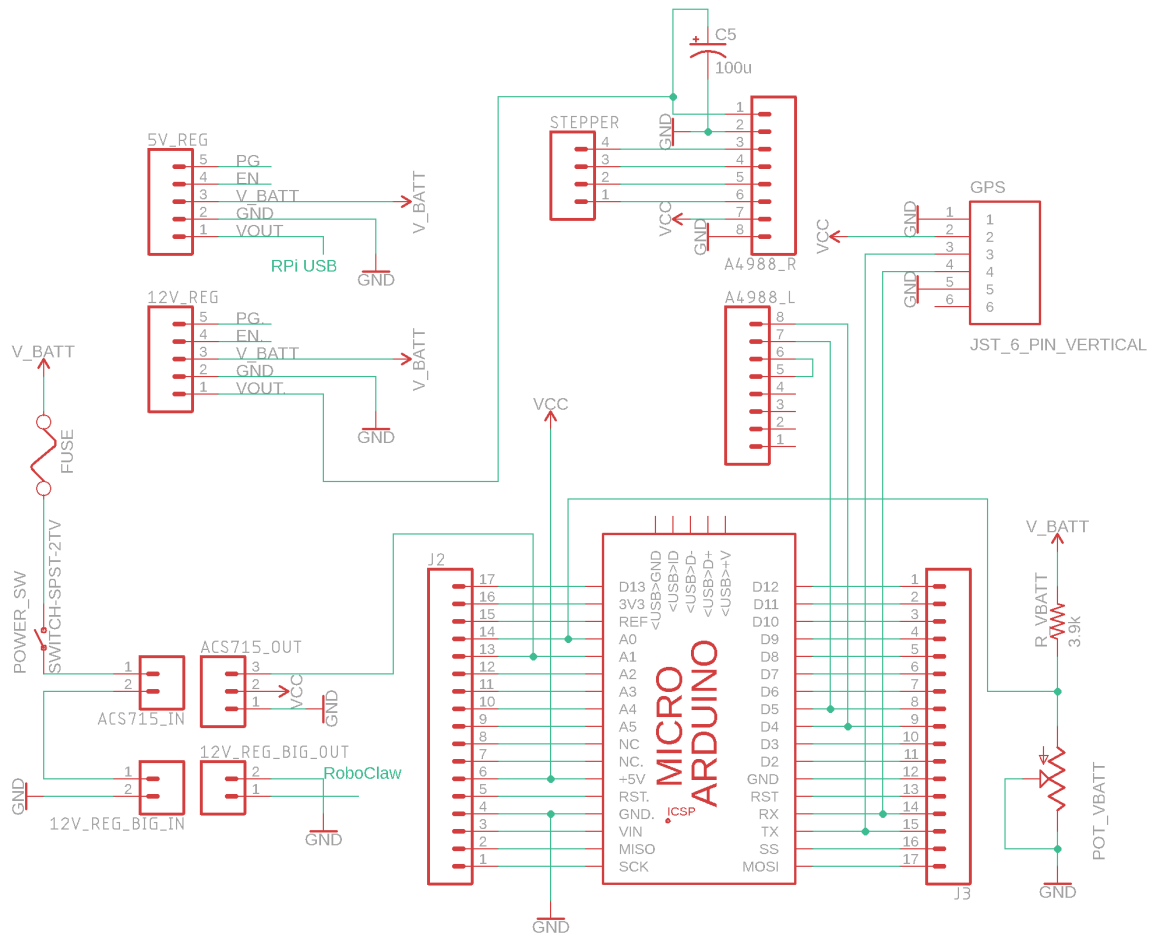 C5
100u
1
2
3
4
5
6
7
8
GND
VCC
GND
A4988_R
STEPPER
4
3
2
1
5V_REG
5 PG
4 EN
3 V_BATT
2 GND
1 VOUT
V_BATT
RPi USB
GND
12V_REG
5 PG.
4 EN.
3 V_BATT
2 GND
1 VOUT.
V_BATT
GND
GPS
GND
VCC
GND
1 1
2 2
3 3
4 4
5 5
6 6
JST_6_PIN_VERTICAL
A4988_L
8
7
6
5
4
3
2
1
V_BATT
FUSE
POWER_SW
SWITCH-SPST-2TV
1
2
ACS715_IN
ACS715_OUT
3
2
1
VCC
GND
12V_REG_BIG_OUT
2
1
RoboClaw
GND
GND
1
2
12V_REG_BIG_IN
VCC
J2
17 D13
16 3V3
15 REF
14 A0
13 A1
12 A2
11 A3
10 A4
9 A5
8 NC
7 NC.
6 +5V
5 RST.
4 GND.
3 VIN
2 MISO
1 SCK
GND
<USB>GND
<USB>ID
<USB>D-
<USB>D+
<USB>+V
MICRO
ARDUINO
ICSP
D12 1
D11 2
D10 3
D9 4
D8 5
D7 6
D6 7
D5 8
D4 9
D3 10
D2 11
GND 12
RST 13
RX 14
TX 15
SS 16
MOSI 17
J3
V_BATT
R_VBATT
3.9k
POT_VBATT
GND